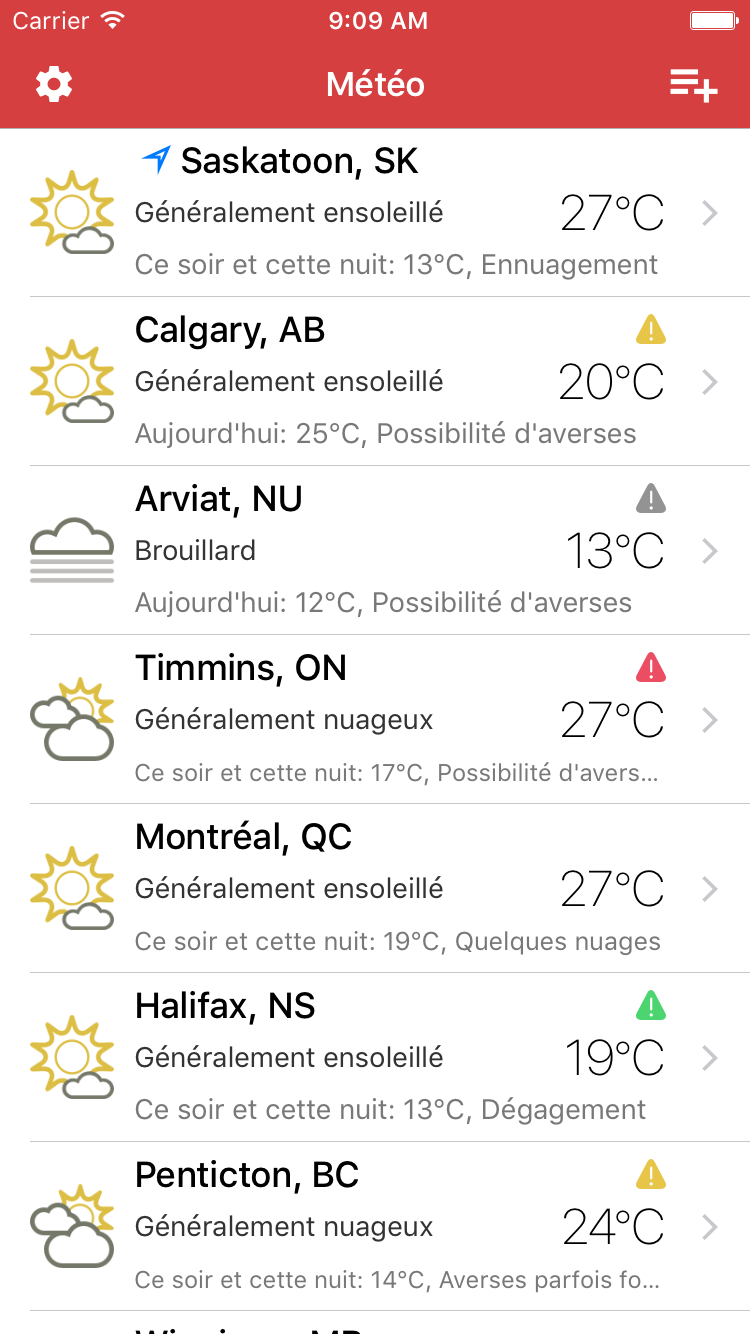 Carrier 9:09 AM
Météo
Saskatoon, SK
Généralement ensoleillé 27°C
Ce soir et cette nuit: 13°C, Ennuagement
Calgary, AB
Généralement ensoleillé 20°C
Aujourd'hui: 25°C, Possibilité d'averses
Arviat, NU
Brouillard 13°C
Aujourd'hui: 12°C, Possibilité d'averses
Timmins, ON
Généralement nuageux 27°C
Ce soir et cette nuit: 17°C, Possibilité d'avers...
Montréal, QC
Généralement ensoleillé 27°C
Ce soir et cette nuit: 19°C, Quelques nuages
Halifax, NS
Généralement ensoleillé 19°C
Ce soir et cette nuit: 13°C, Dégagement
Penticton, BC
Généralement nuageux 24°C
Ce soir et cette nuit: 14°C, Averses parfois fo...